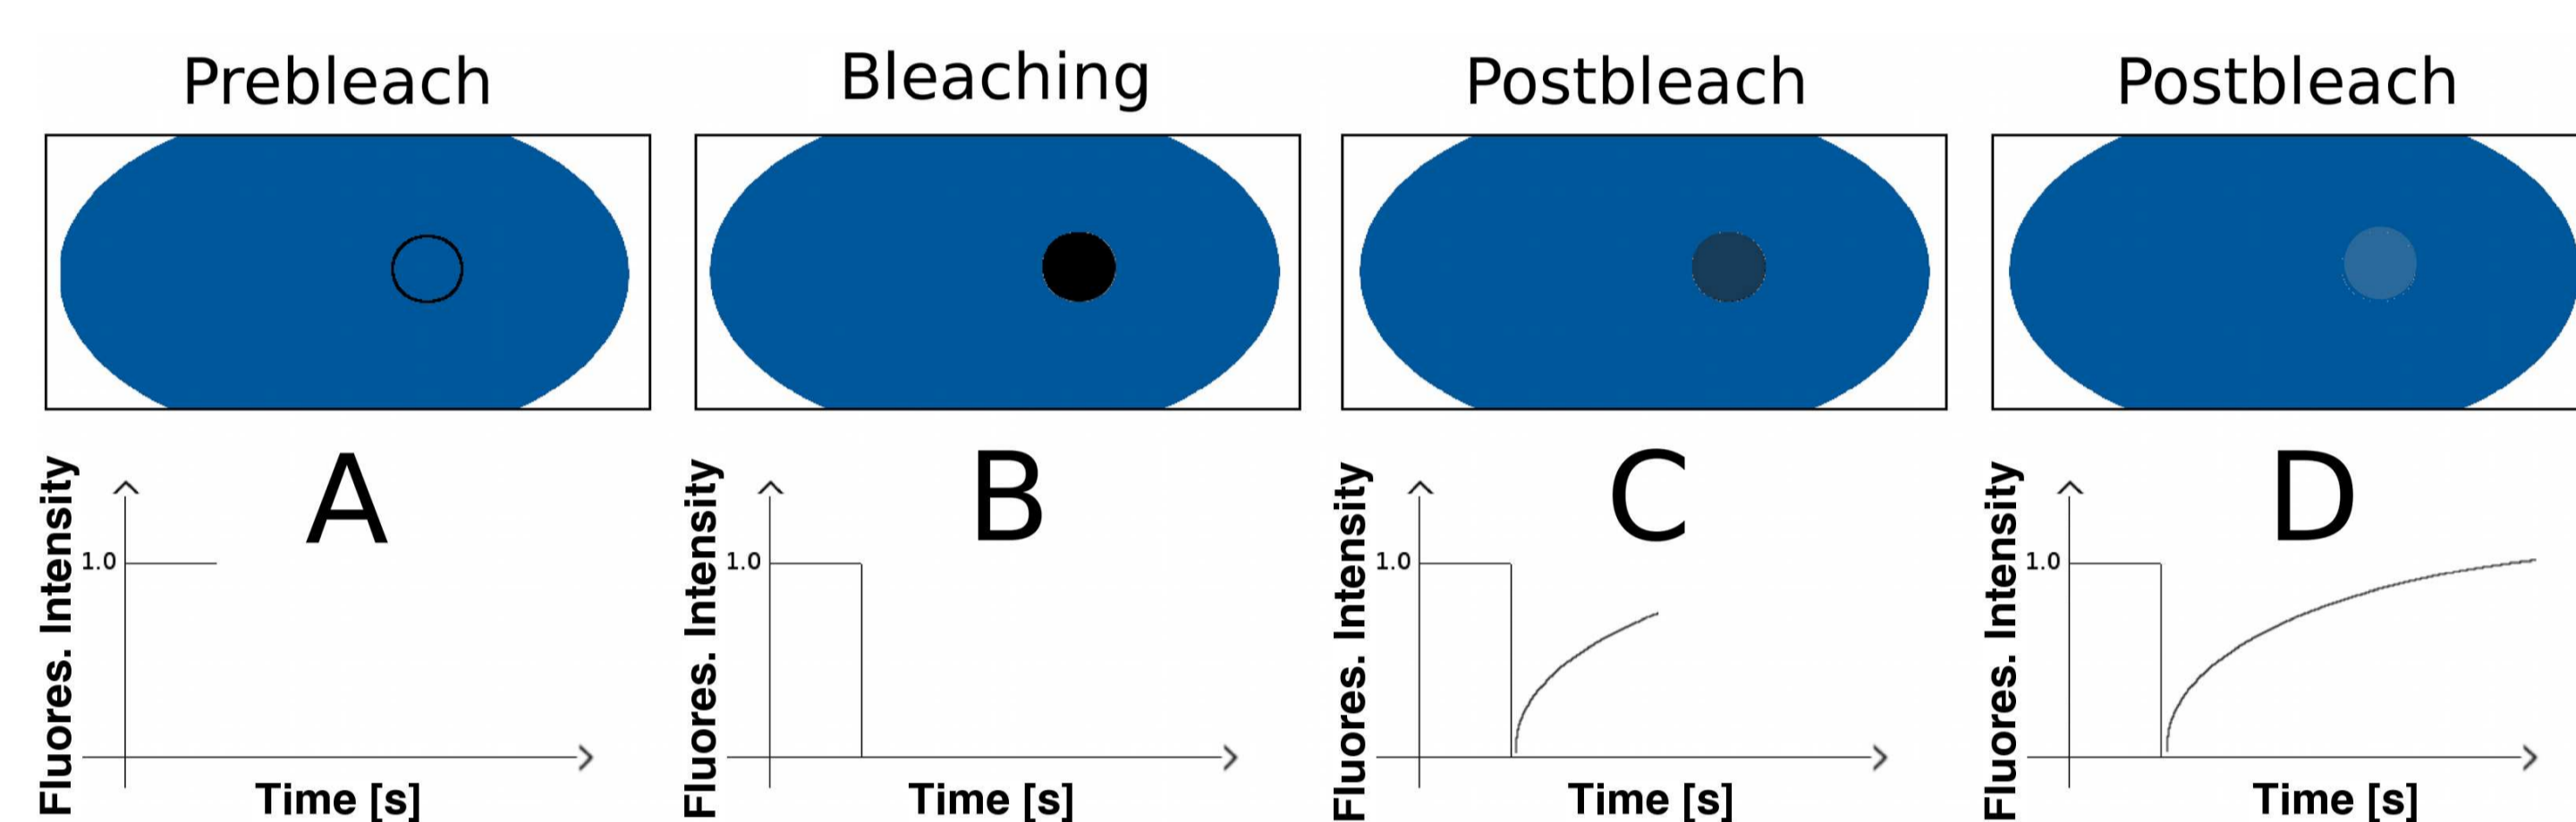 Prebleach
Bleaching
Postbleach
Postbleach
A
B
C
D
Fluores. Intensity
1.0
Time [s]
Fluores. Intensity
1.0
Time [s]
Fluores. Intensity
1.0
Time [s]
Fluores. Intensity
1.0
Time [s]